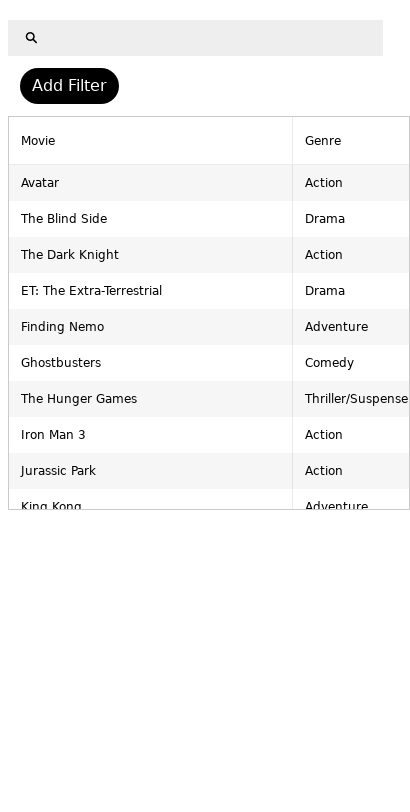 Add Filter
Movie Genre
Avatar Action
The Blind Side Drama
The Dark Knight Action
ET: The Extra-Terrestrial Drama
Finding Nemo Adventure
Ghostbusters Comedy
The Hunger Games Thriller/Suspense
Iron Man 3 Action
Jurassic Park Action
King Kong Adventure